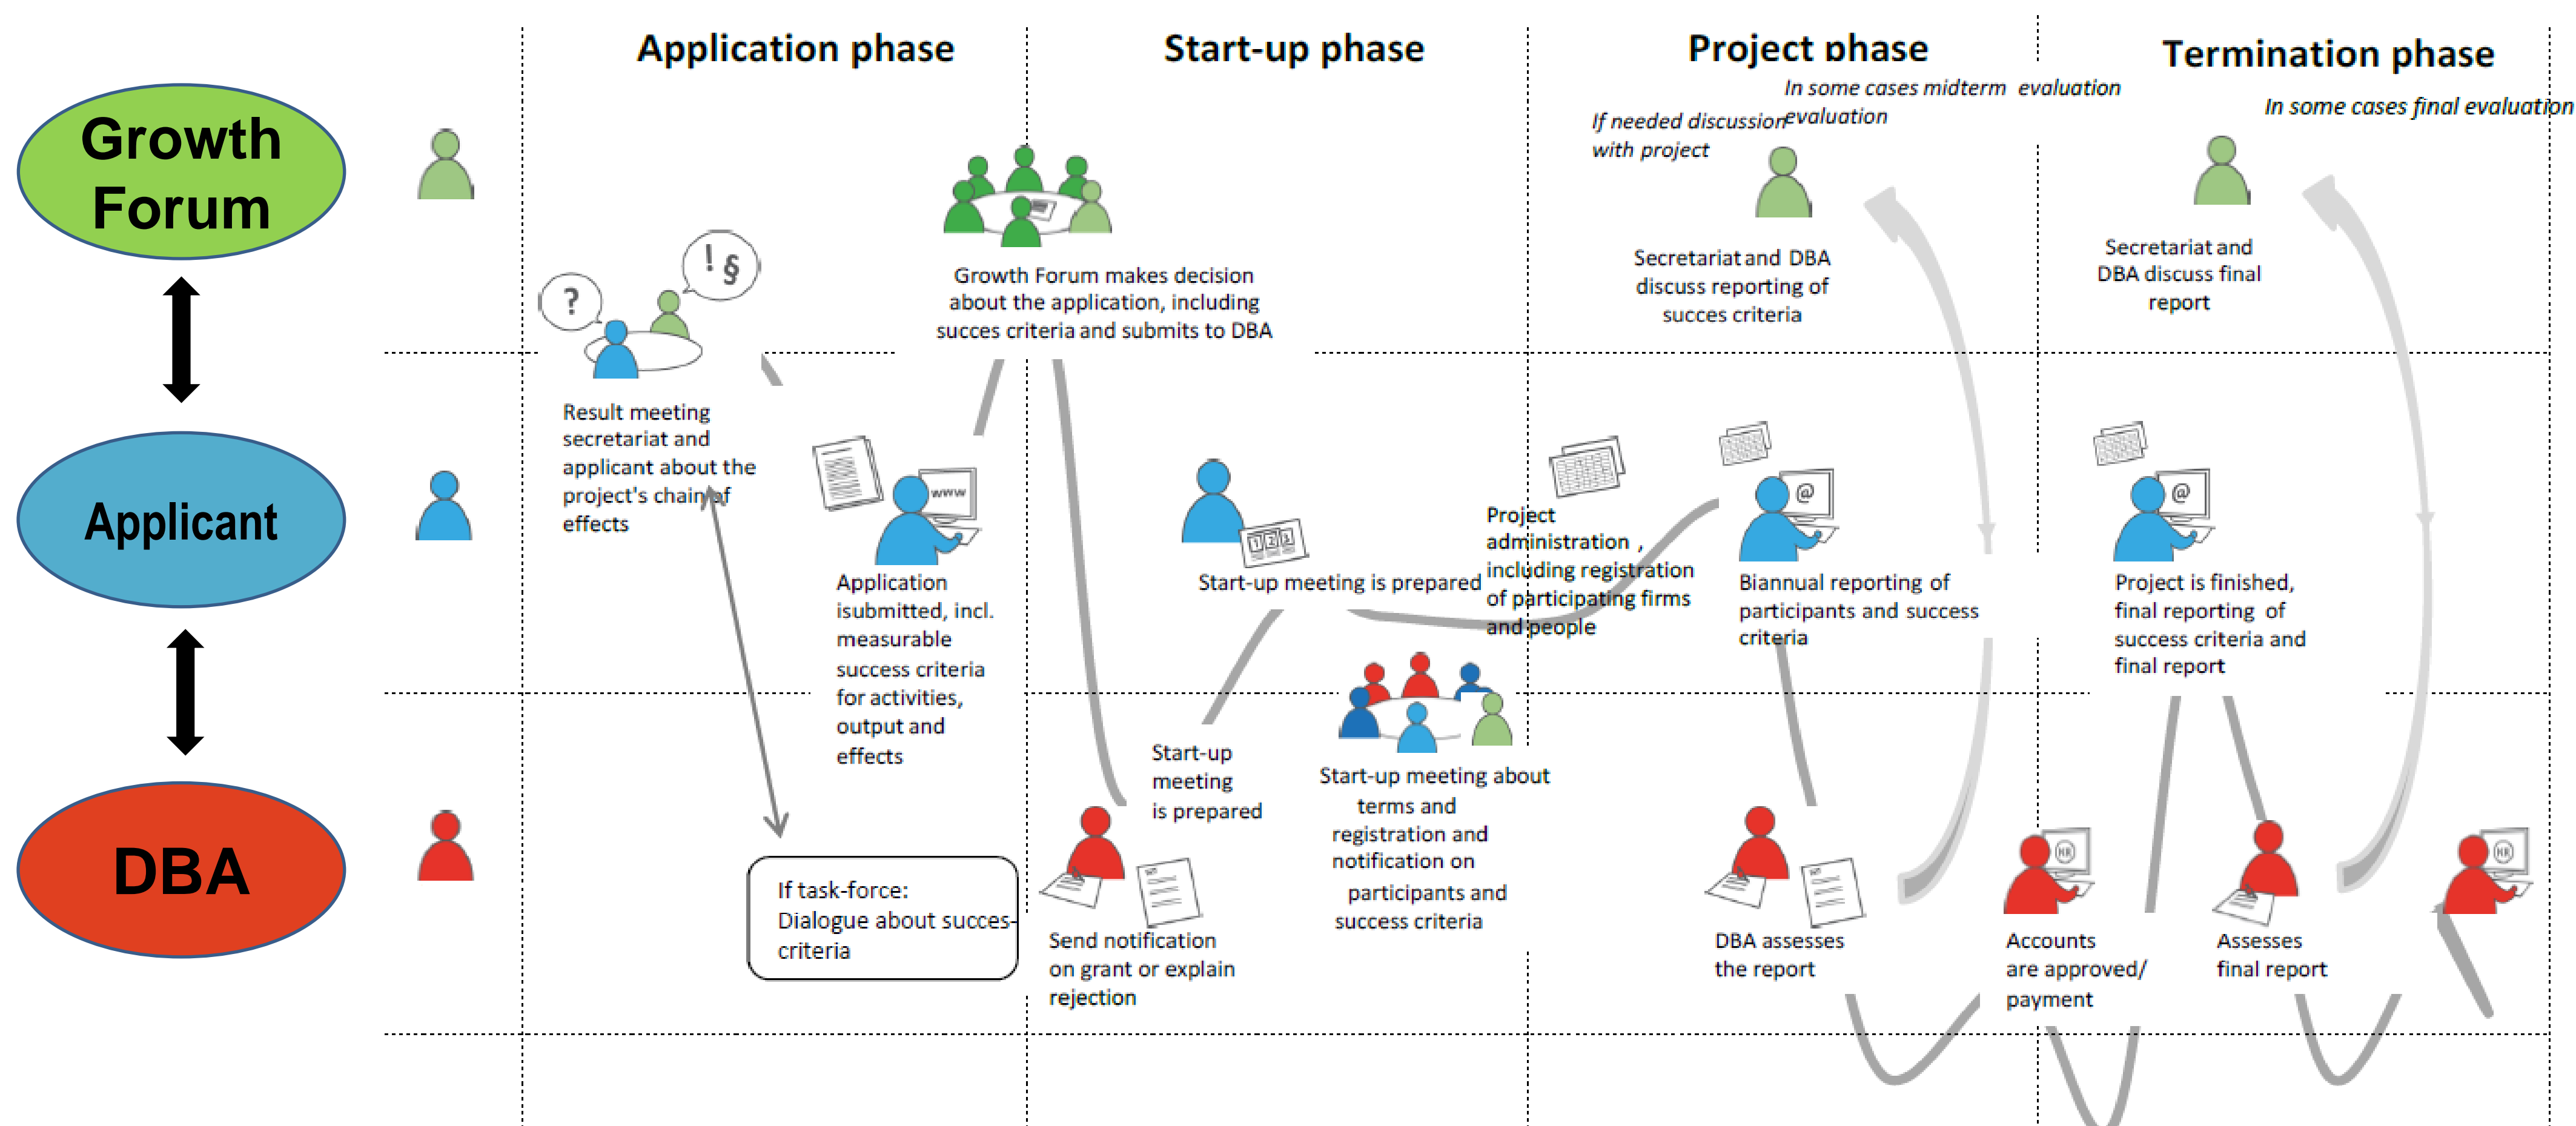 Application phase
Start-up phase
Project phase
Termination phase
In some cases midterm evaluation
evaluation
In some cases final evaluation
If needed discussion
with project
Growth
Forum
! §
?
Growth Forum makes decision
about the application, including
succes criteria and submits to DBA
Secretariat and DBA
discuss reporting of
succes criteria
Secretariat and
DBA discuss final
report
Applicant
Result meeting
secretariat and
applicant about the
project's chain of
effects
www
Application
isubmitted, incl.
measurable
success criteria
for activities,
output and
effects
1 2 3
Start-up meeting is prepared
Project
administration ,
including registration
of participating firms
and people
@
Biannual reporting of
participants and success
criteria
@
Project is finished,
final reporting of
success criteria and
final report
DBA
If task-force:
Dialogue about succes-
criteria
Start-up
meeting
is prepared
Send notification
on grant or explain
rejection
Start-up meeting about
terms and
registration and
notification on
participants and
success criteria
DBA assesses
the report
KR
Accounts
are approved/
payment
Assesses
final report
KR